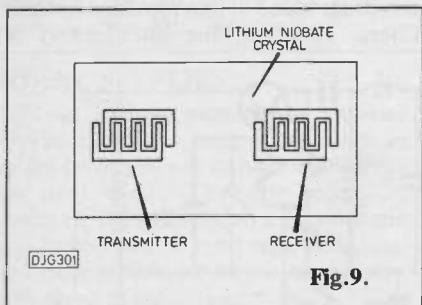 LITHIUM NIOBATE
CRYSTAL
TRANSMITTER
RECEIVER
DJG301
Fig.9.